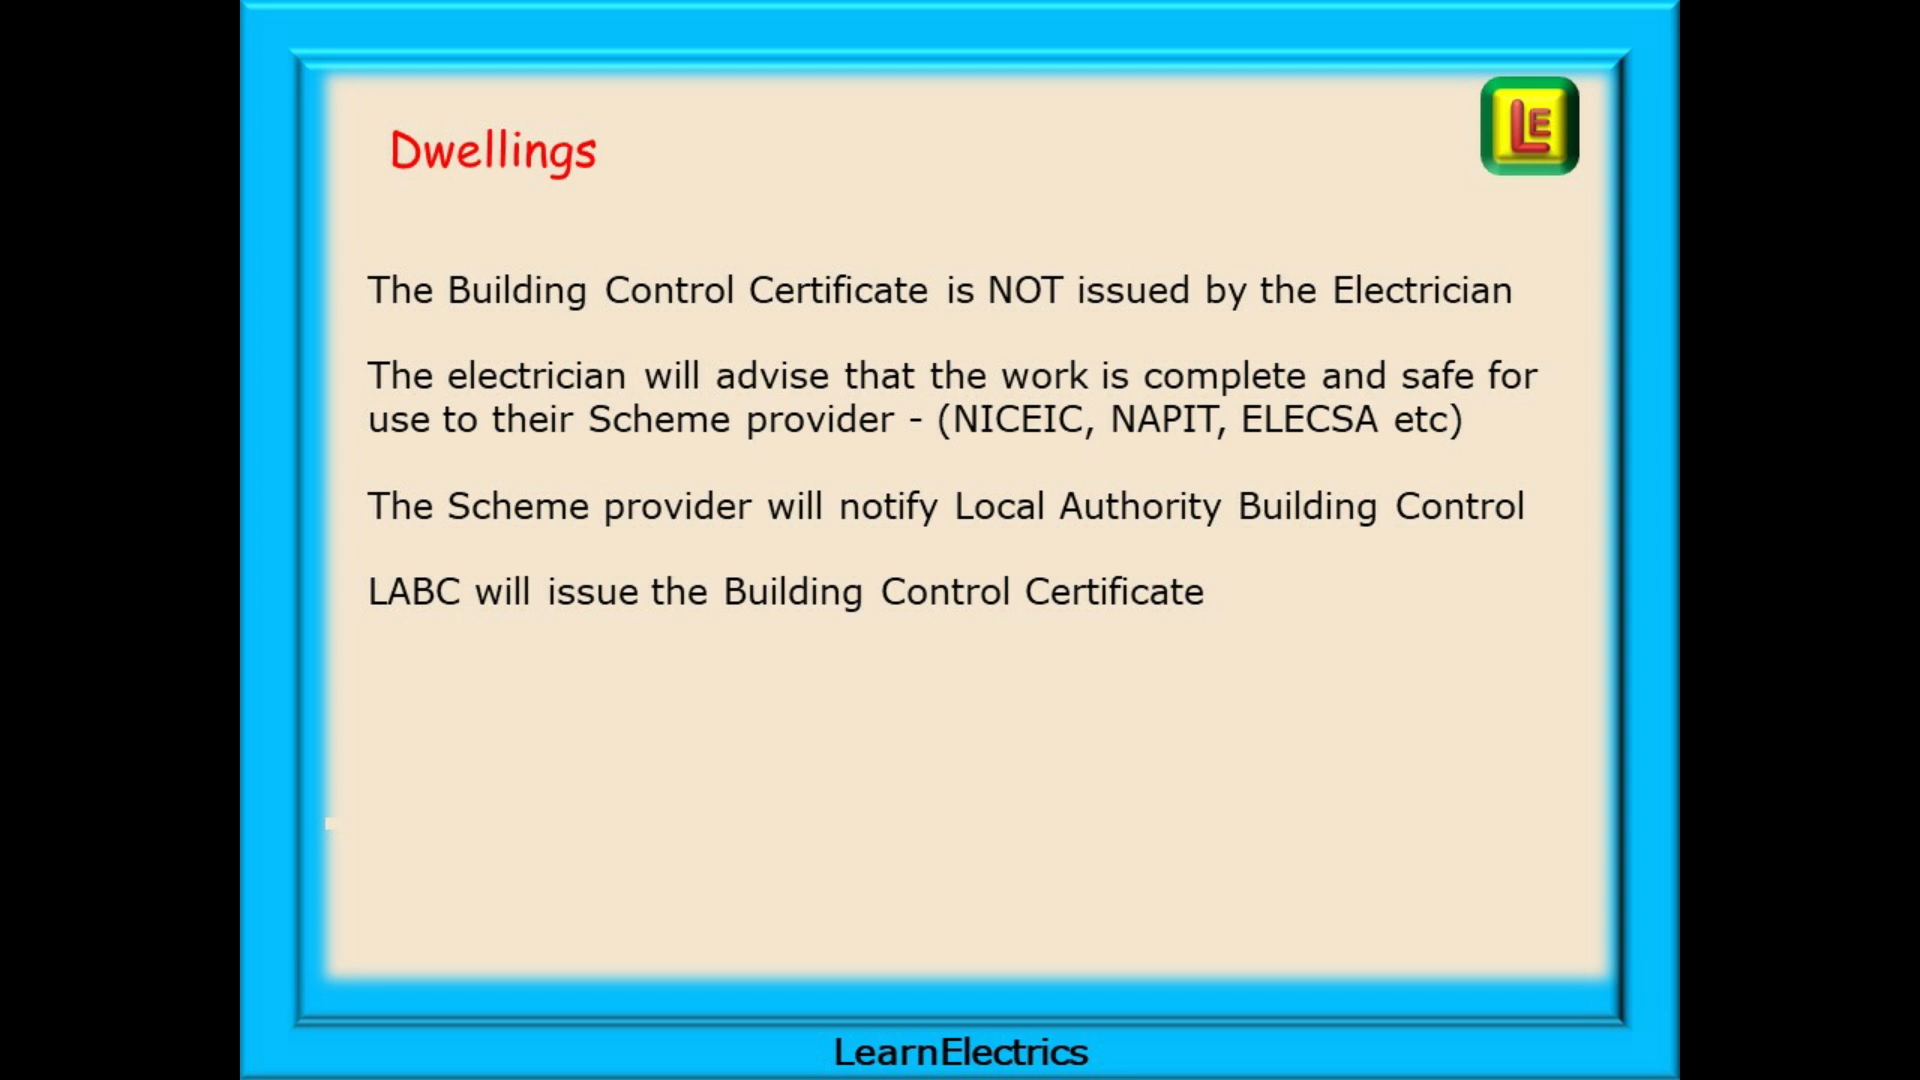 Dwellings
LE
The Building Control Certificate is NOT issued by the Electrician
The electrician will advise that the work is complete and safe for
use to their Scheme provider - (NICEIC, NAPIT, ELECSA etc)
The Scheme provider will notify Local Authority Building Control
LABC will issue the Building Control Certificate
LearnElectrics